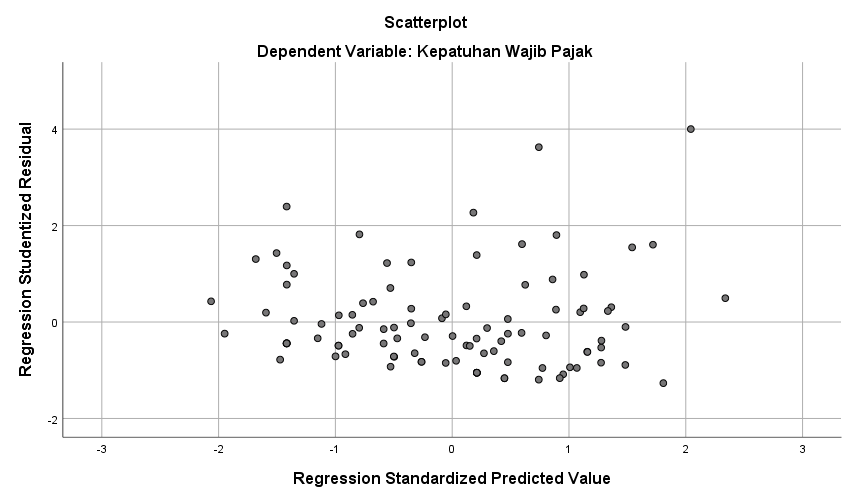 Scatterplot
Dependent Variable: Kepatuhan Wajib Pajak
Regression Studentized Residual
4
2
0
-2
-3
-2
-1
0
1
2
3
Regression Standardized Predicted Value